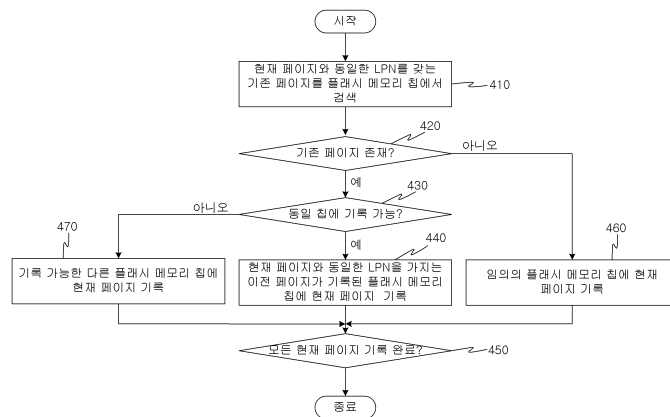 시작
현재 페이지와 동일한 LPN를 갖는
기존 페이지를 플래시 메모리 칩에서
검색
410
420
기존 페이지 존재?
아니오
예
430
아니오
동일 칩에 기록 가능?
470
예
440
460
기록 가능한 다른 플래시 메모리 칩에
현재 페이지 기록
현재 페이지와 동일한 LPN을 가지는
이전 페이지가 기록된 플래시 메모리
칩에 현재 페이지 기록
임의의 플래시 메모리 칩에 현재
페이지 기록
모든 현재 페이지 기록 완료?
450
종료